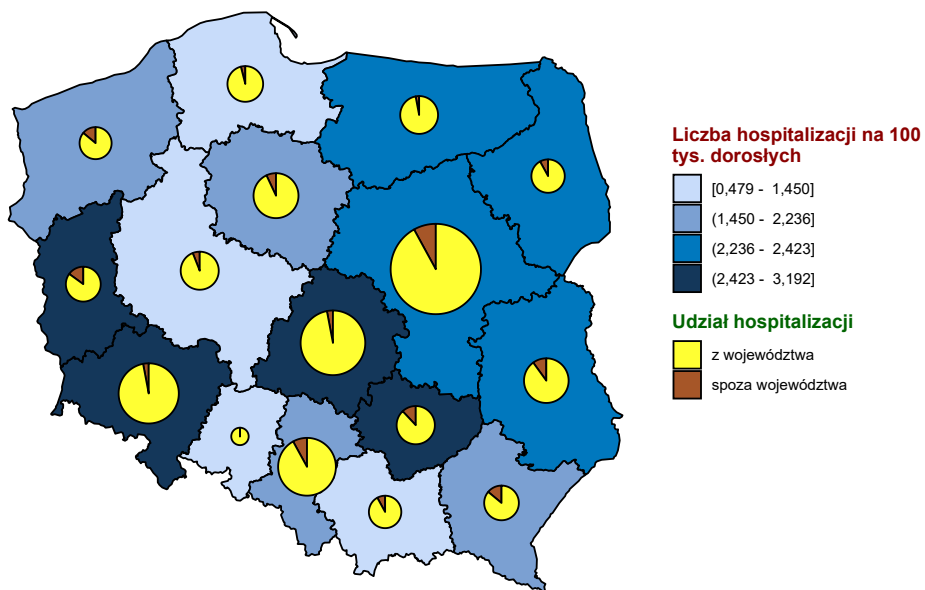 Liczba hospitalizacji na 100
tys. dorosłych
[0,479 - 1,450]
(1,450 - 2,236]
(2,236 - 2,423]
(2,423 - 3,192]
Udział hospitalizacji
z województwa
spoza województwa